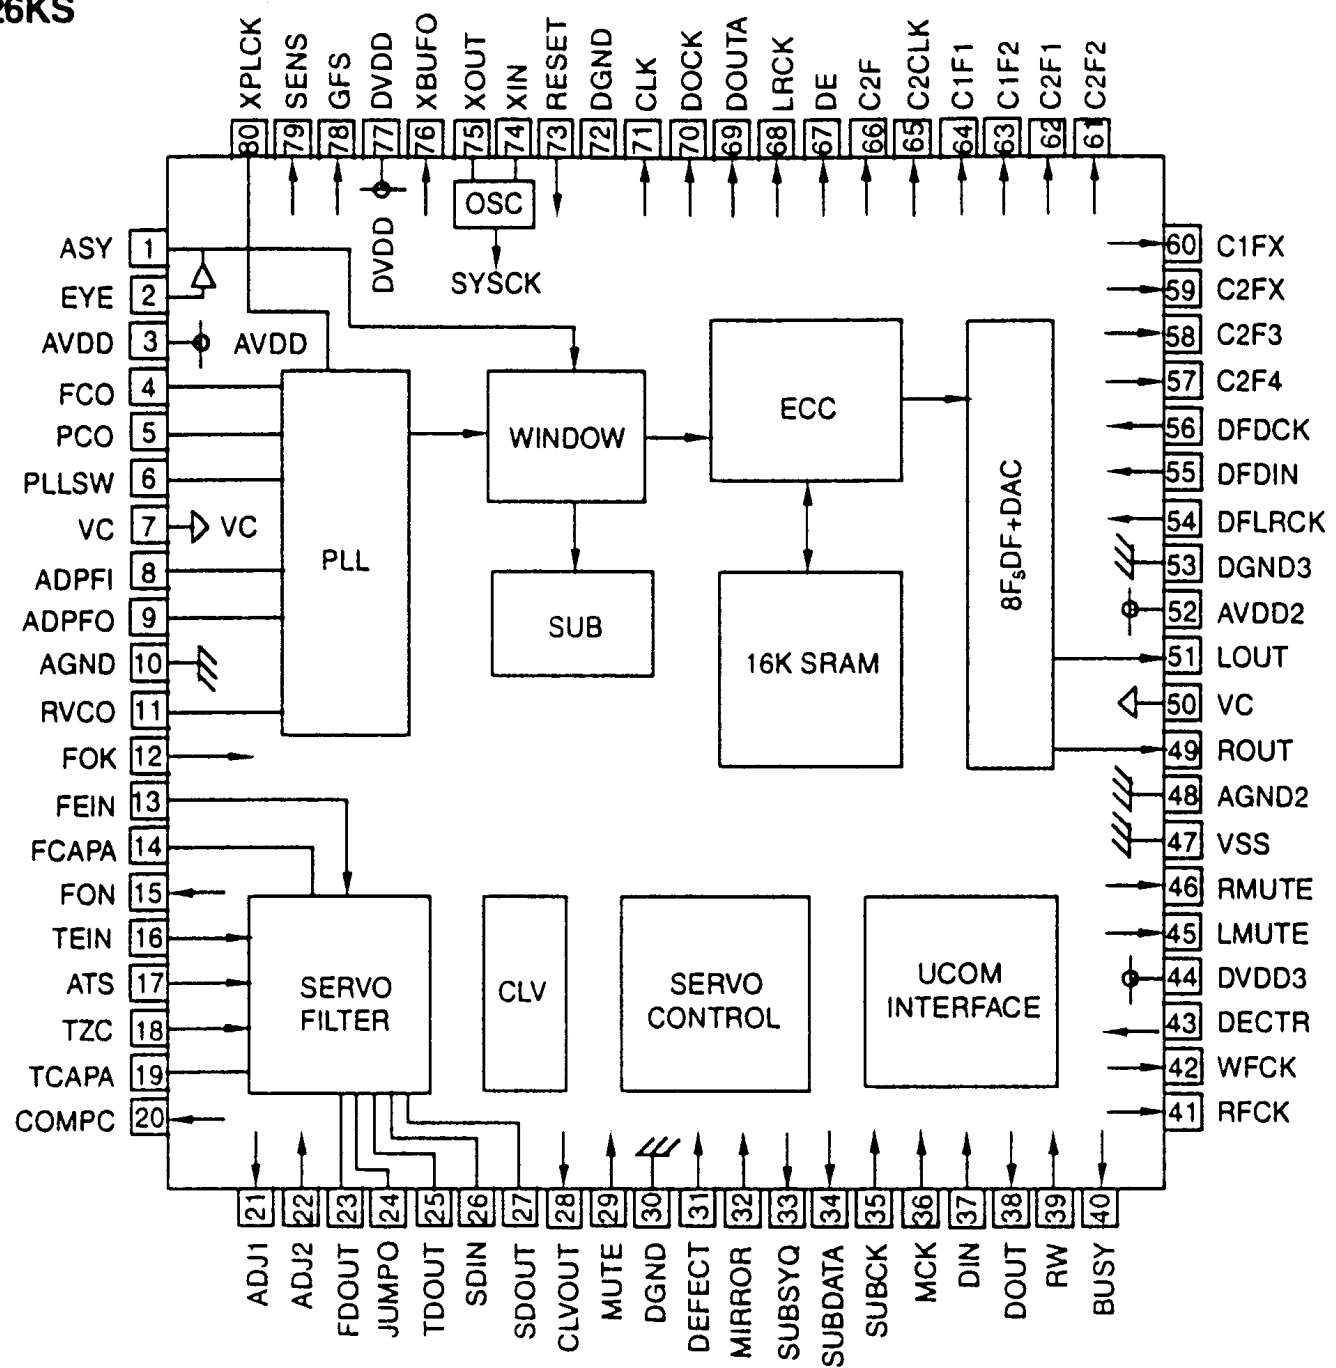 26KS
XPLCK
SENS
GFS
DVDD
XBUFO
XOUT
XIN
RESET
DGND
CLK
DOCK
DOUTA
LRCK
DE
C2F
C2CLK
C1F1
C1F2
C2F1
C2F2
80 79 78 77 76 75 74 73 72 71 70 69 68 67 66 65 64 63 62 61
OSC
DVDD
SYSCK
ASY 1
EYE 2
AVDD 3 AVDD
FCO 4
PCO 5
PLLSW 6
VC 7 VC
ADPFI 8
ADPFO 9
AGND 10
RVCO 11
FOK 12
FEIN 13
FCAPA 14
FON 15
TEIN 16
ATS 17
TZC 18
TCAPA 19
COMPC 20
PLL
WINDOW
SUB
ECC
16K SRAM
8FsDF+DAC
SERVO
FILTER
CLV
SERVO
CONTROL
UCOM
INTERFACE
60 C1FX
59 C2FX
58 C2F3
57 C2F4
56 DFDCK
55 DFDIN
54 DFLRCK
53 DGND3
52 AVDD2
51 LOUT
50 VC
49 ROUT
48 AGND2
47 VSS
46 RMUTE
45 LMUTE
44 DVDD3
43 DECTR
42 WFCK
41 RFCK
21 22 23 24 25 26 27 28 29 30 31 32 33 34 35 36 37 38 39 40
ADJ1
ADJ2
FDOUT
JUMPO
TDOUT
SDIN
SDOUT
CLVOUT
MUTE
DGND
DEFECT
MIRROR
SUBSYQ
SUBDATA
SUBCK
MCK
DIN
DOUT
RW
BUSY